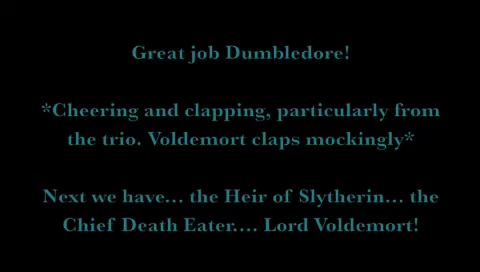 Great job Dumbledore!
*Cheering and clapping, particularly from
the trio. Voldemort claps mockingly*
Next we have... the Heir of Slytherin... the
Chief Death Eater.... Lord Voldemort!